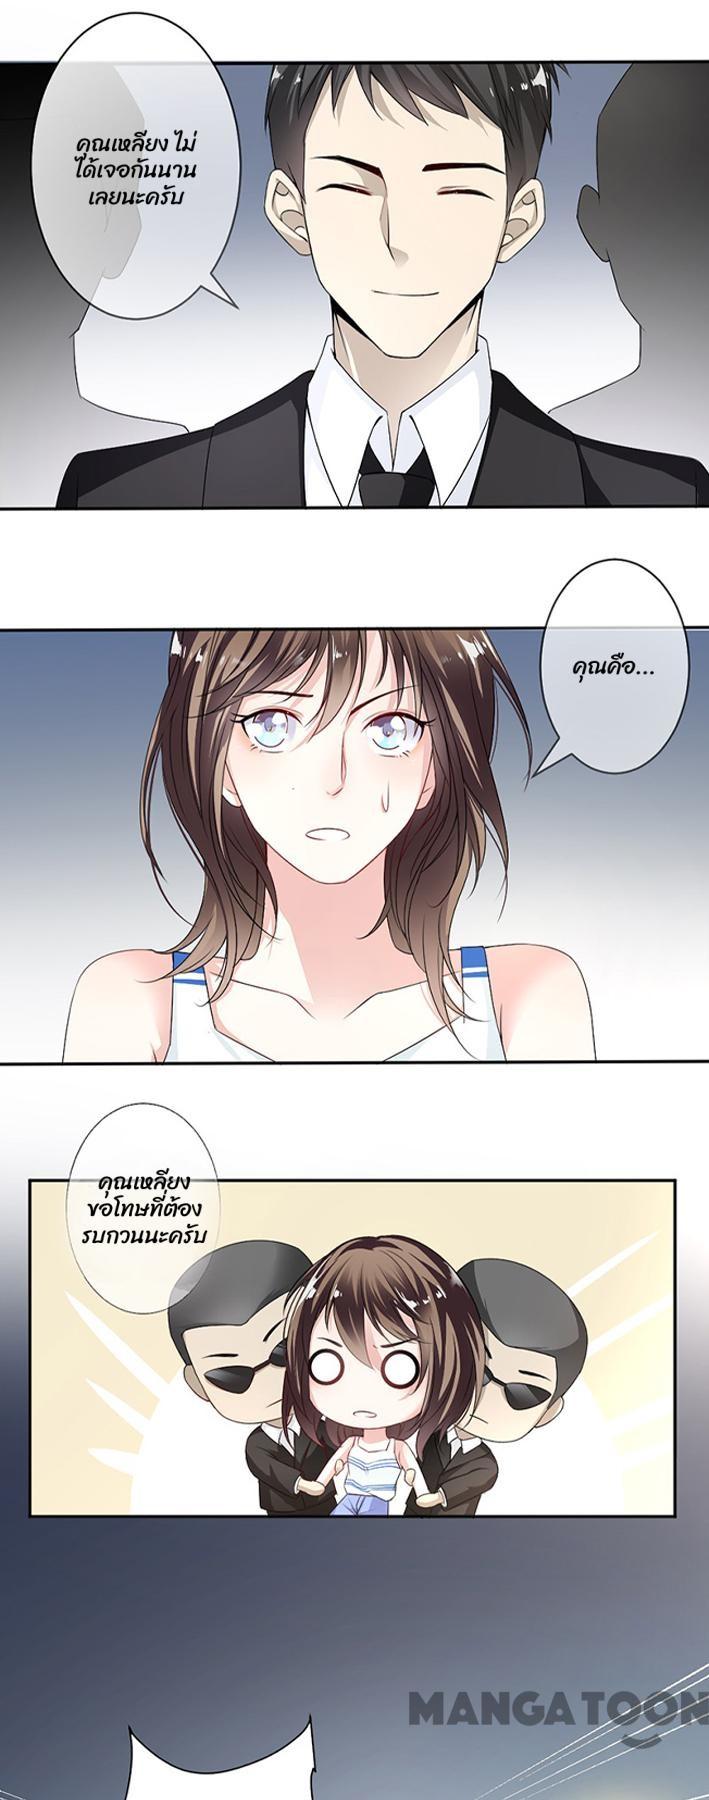 คุณเหลียง ไม่
ได้เจอกันนาน
เลยนะครับ
คุณคือ...
คุณเหลียง
ขอโทษที่ต้อง
รบกวนนะครับ
MANGATOON